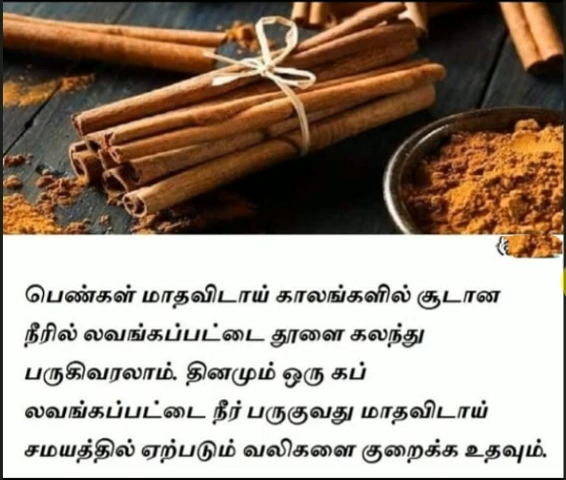 பெண்கள் மாதவிடாய் காலங்களில் சூடான
நீரில் லவங்கப்பட்டை தூளை கலந்து
பருகிவரலாம். தினமும் ஒரு கப்
லவங்கப்பட்டை நீர் பருகுவது மாதவிடாய்
சமயத்தில் ஏற்படும் வலிகளை குறைக்க உதவும்.